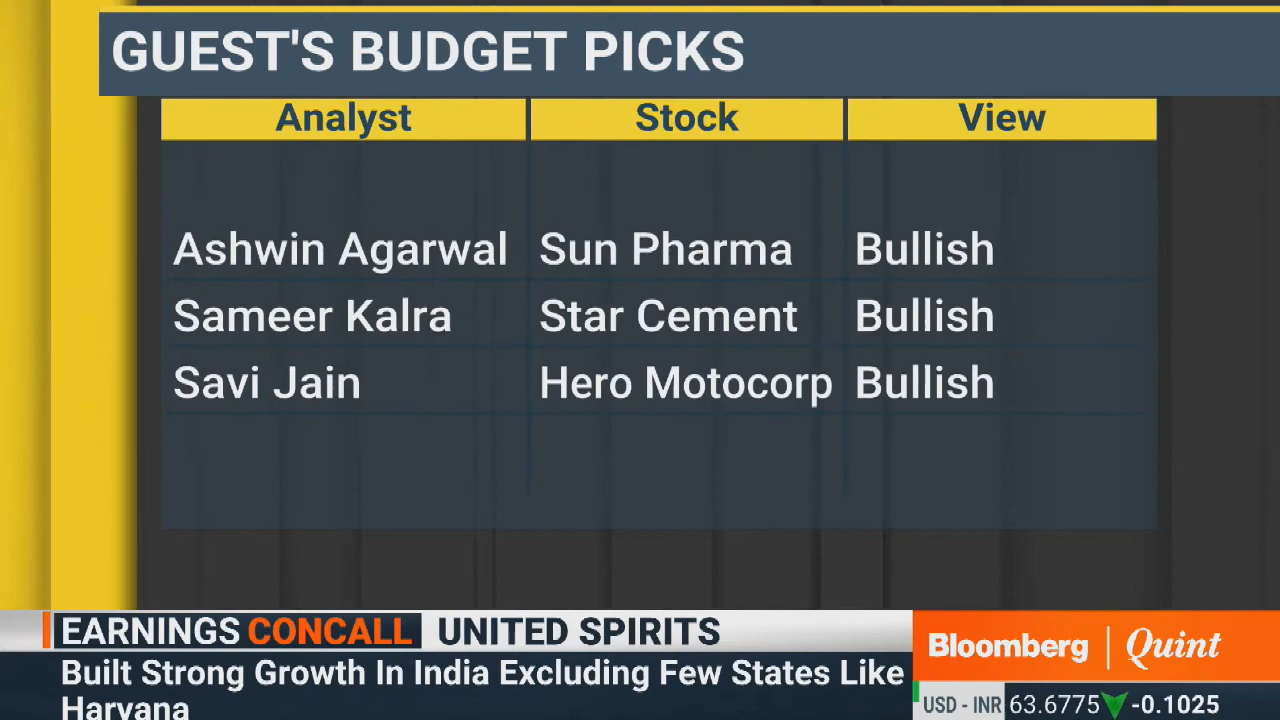 GUEST'S BUDGET PICKS
Analyst Stock View
Ashwin Agarwal Sun Pharma Bullish
Sameer Kalra Star Cement Bullish
Savi Jain Hero Motocorp Bullish
EARNINGS CONCALL UNITED SPIRITS
Built Strong Growth In India Excluding Few States Like
Haryana
Bloomberg | Quint
USD - INR 63.6775 -0.1025